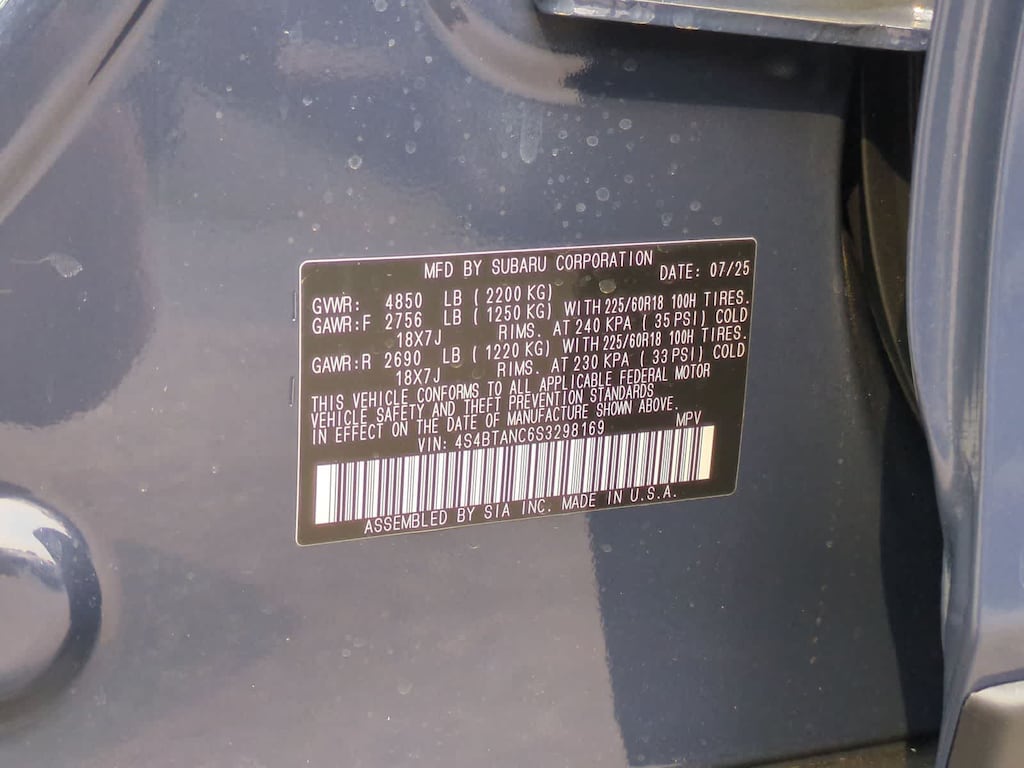 MFD BY SUBARU CORPORATION DATE: 07/25
GVWR: 4850 LB (2200 KG)
GAWR:F 2756 LB (1250 KG) WITH 225/60R18 100H TIRES.
18X7J RIMS. AT 240 KPA (35 PSI) COLD
GAWR:R 2690 LB (1220 KG) WITH 225/60R18 100H TIRES.
18X7J RIMS. AT 230 KPA (33 PSI) COLD
THIS VEHICLE CONFORMS TO ALL APPLICABLE FEDERAL MOTOR
VEHICLE SAFETY AND THEFT PREVENTION STANDARDS
IN EFFECT ON THE DATE OF MANUFACTURE SHOWN ABOVE.
VIN: 4S4BTANC6S3298169 MPV
ASSEMBLED BY SIA INC. MADE IN U.S.A.